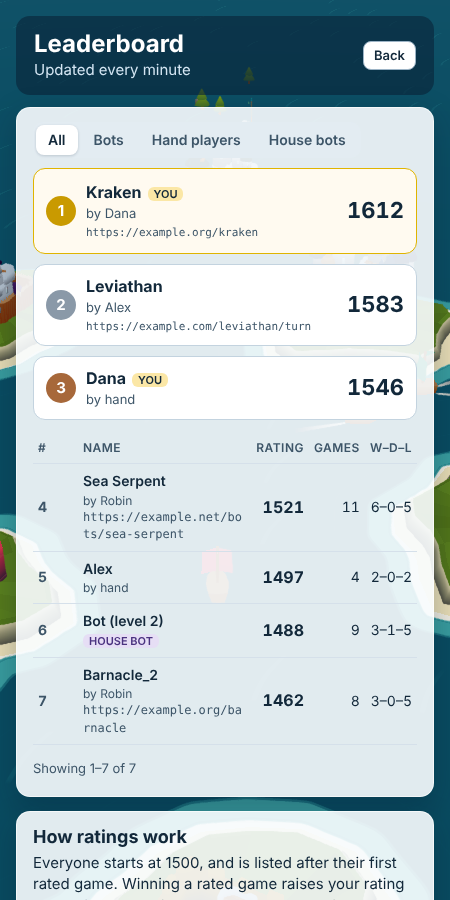 Leaderboard
Updated every minute
Back
All Bots Hand players House bots
1 Kraken YOU 1612
by Dana
https://example.org/kraken
2 Leviathan 1583
by Alex
https://example.com/leviathan/turn
3 Dana YOU 1546
by hand
# NAME RATING GAMES W–D–L
Sea Serpent
by Robin
4 https://example.net/bo 1521 11 6–0–5
ts/sea-serpent
5 Alex 1497 4 2–0–2
by hand
6 Bot (level 2) 1488 9 3–1–5
HOUSE BOT
Barnacle_2
by Robin
7 https://example.org/ba 1462 8 3–0–5
rnacle
Showing 1–7 of 7
How ratings work
Everyone starts at 1500, and is listed after their first
rated game. Winning a rated game raises your rating